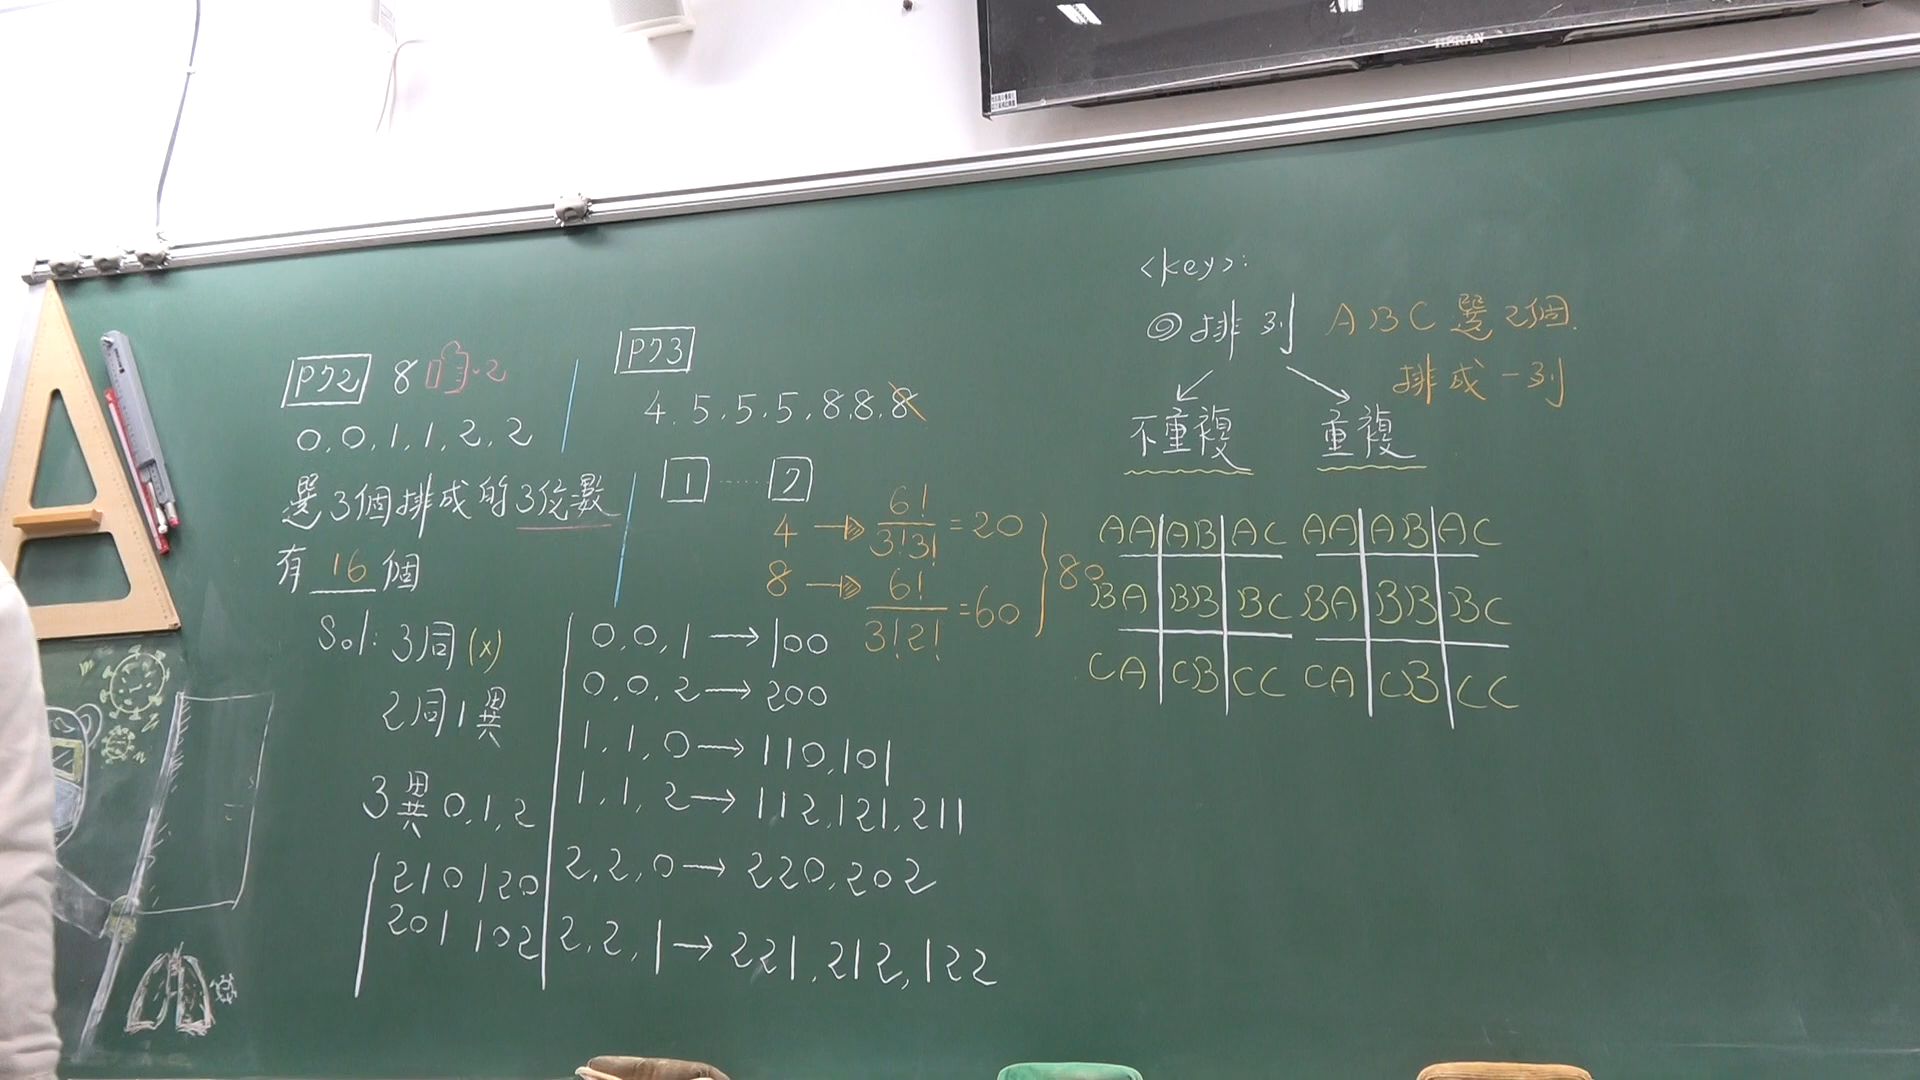 HERAN
P72 8 2
0,0,1,1,2,2
選3個排成的3位數
有 16 個
Sol: 3同(x)
2同1異
3異 0,1,2
210 120
201 102
0,0,1→100
0,0,2→200
1,1,0→110,101
1,1,2→112,121,211
2,2,0→220,202
2,2,1→221,212,122
P73
4.5.5.5.8.8.8
1 ...... 7
4 → 6!/3!3! = 20
8 → 6!/3!2! = 60
80
<key>:
◎排列 ABC選2個.
排成一列
不重複 重複
AA AB AC
BA BB BC
CA CB CC
AA AB AC
BA BB BC
CA CB CC